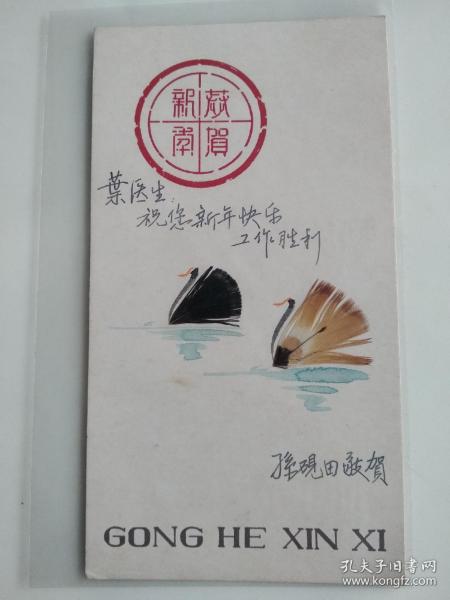 恭賀
新禧
葉医生：
祝您新年快乐
工作胜利
孫硯田敬賀
GONG HE XIN XI
孔夫子旧书网
www.kongfz.com